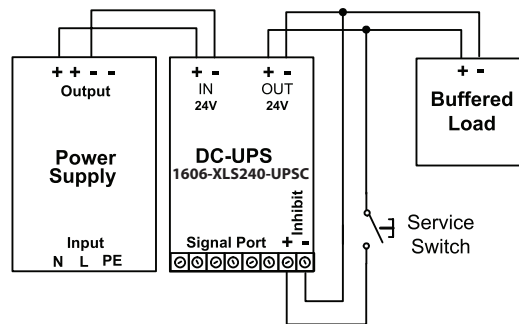 + + - -
Output
Power
Supply
Input
N L PE
+ -
IN
24V
+ -
OUT
24V
DC-UPS
1606-XLS240-UPSC
Inhibit
+ -
Signal Port
+ -
Buffered
Load
Service
Switch